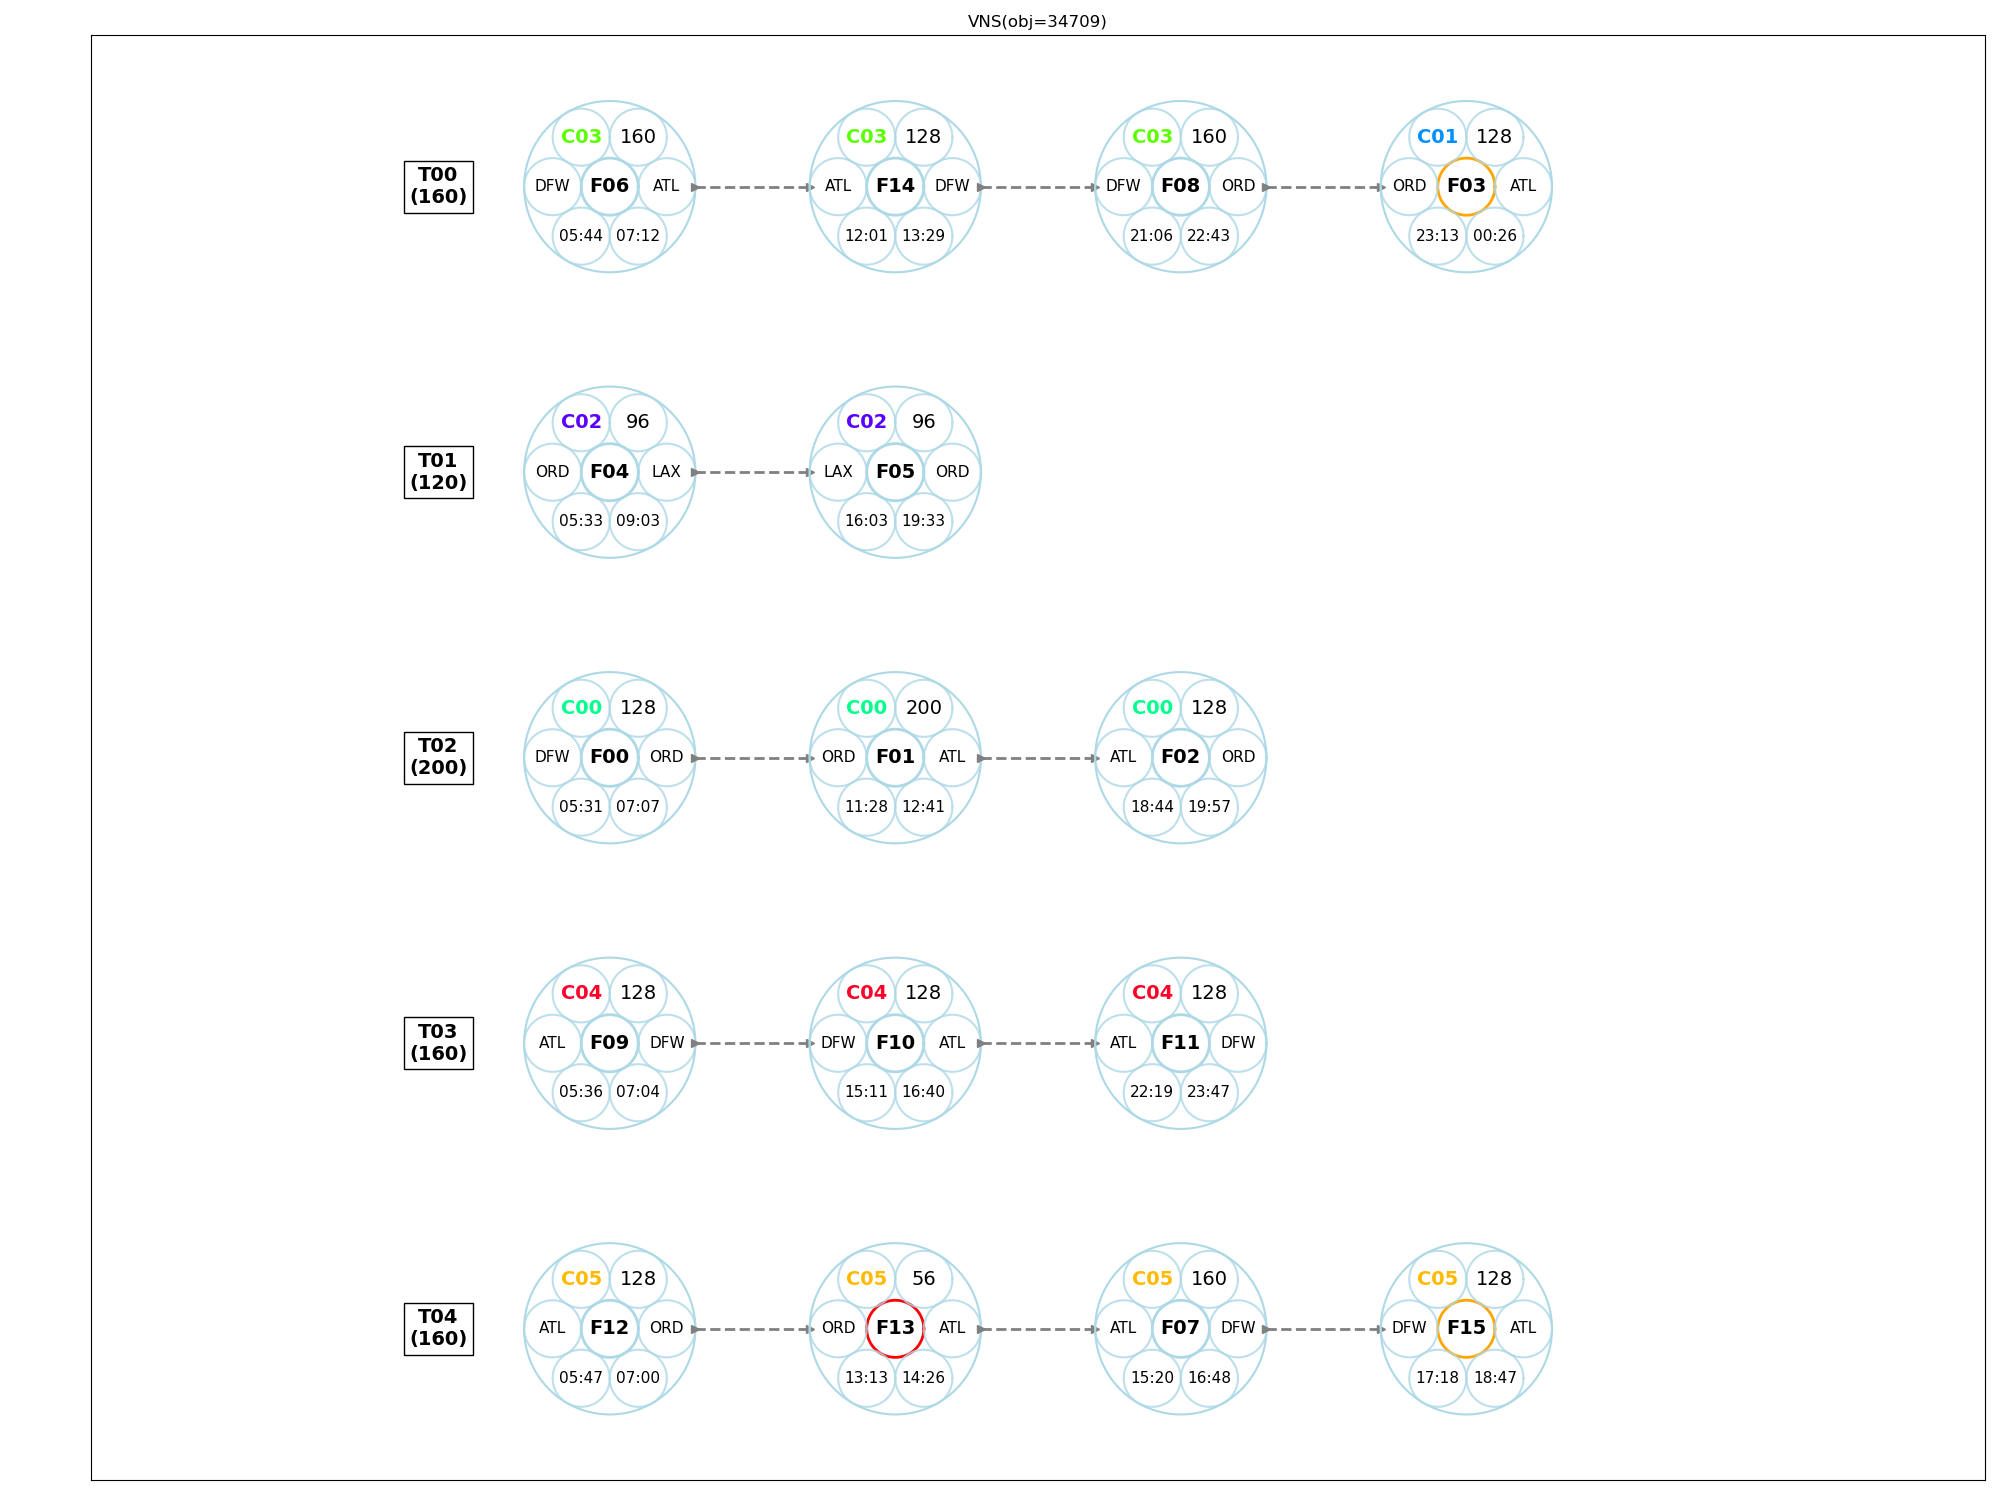 VNS(obj=34709)
T00
(160)
C03 160 C03 128 C03 160 C01 128
DFW F06 ATL ATL F14 DFW DFW F08 ORD ORD F03 ATL
05:44 07:12 12:01 13:29 21:06 22:43 23:13 00:26
T01
(120)
C02 96 C02 96
ORD F04 LAX LAX F05 ORD
05:33 09:03 16:03 19:33
T02
(200)
C00 128 C00 200 C00 128
DFW F00 ORD ORD F01 ATL ATL F02 ORD
05:31 07:07 11:28 12:41 18:44 19:57
T03
(160)
C04 128 C04 128 C04 128
ATL F09 DFW DFW F10 ATL ATL F11 DFW
05:36 07:04 15:11 16:40 22:19 23:47
T04
(160)
C05 128 C05 56 C05 160 C05 128
ATL F12 ORD ORD F13 ATL ATL F07 DFW DFW F15 ATL
05:47 07:00 13:13 14:26 15:20 16:48 17:18 18:47